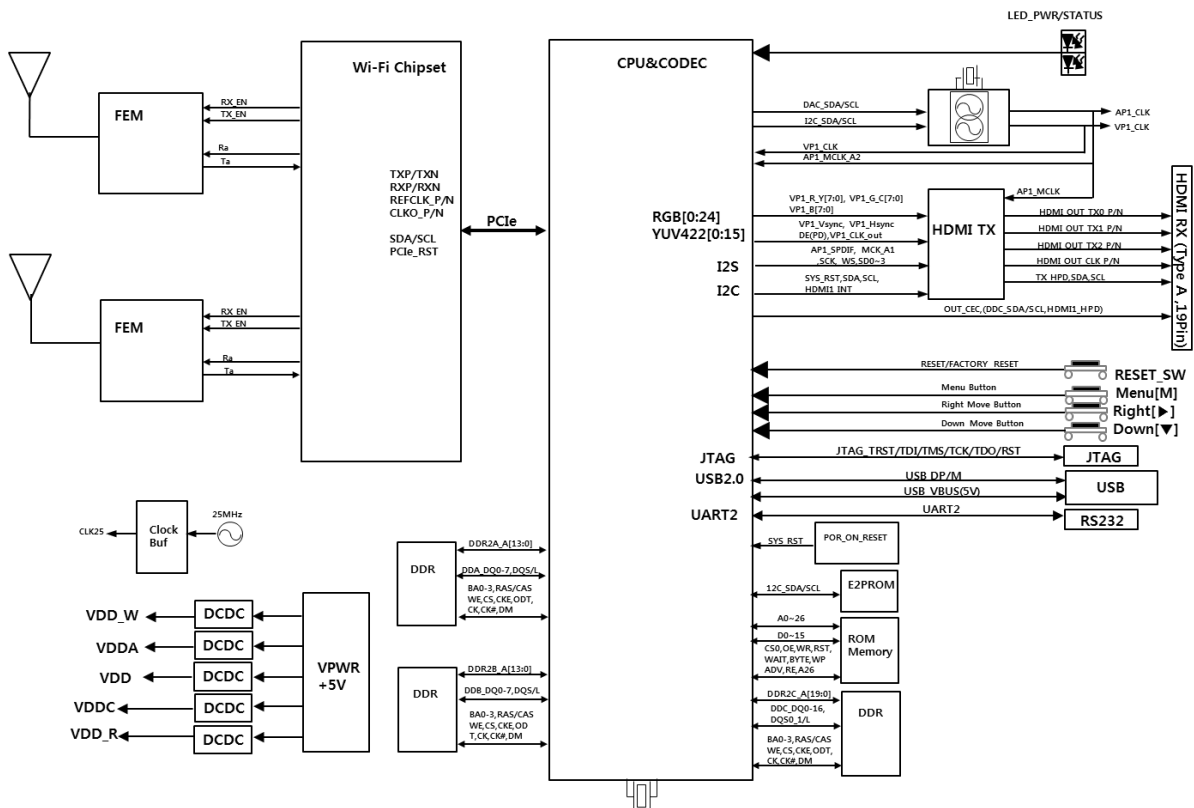 LED_PWR/STATUS
Wi-Fi Chipset
CPU&CODEC
FEM
RX_EN
TX_EN
Ra
Ta
TXP/TXN
RXP/RXN
REFCLK_P/N
CLKO_P/N
SDA/SCL
PCIe_RST
PCIe
FEM
RX_EN
TX_EN
Ra
Ta
DAC_SDA/SCL
I2C_SDA/SCL
AP1_CLK
VP1_CLK
VP1_CLK
AP1_MCLK_A2
AP1_MCLK
RGB[0:24]
YUV422[0:15]
I2S
I2C
VP1_R_Y[7:0], VP1_G_C[7:0]
VP1_B[7:0]
VP1_Vsync, VP1_Hsync
DE(PD),VP1_CLK_out
AP1_SPDIF, MCK_A1
,SCK, WS,SD0~3
SYS_RST,SDA,SCL,
HDMI1 INT
HDMI TX
HDMI OUT TX0 P/N
HDMI OUT TX1 P/N
HDMI OUT TX2 P/N
HDMI OUT CLK P/N
TX HPD,SDA,SCL
OUT_CEC,(DDC_SDA/SCL,HDMI1_HPD)
HDMI RX (Type A ,19Pin)
RESET/FACTORY RESET
RESET_SW
Menu Button
Menu[M]
Right Move Button
Right[▶]
Down Move Button
Down[▼]
JTAG
JTAG_TRST/TDI/TMS/TCK/TDO/RST
JTAG
USB2.0
USB DP/M
USB VBUS(5V)
USB
UART2
UART2
RS232
SYS RST
POR_ON_RESET
12C_SDA/SCL
E2PROM
A0~26
D0~15
CS0,OE,WR,RST,
WAIT,BYTE,WP
ADV,RE,A26
ROM
Memory
DDR2C_A[19:0]
DDC_DQ0-16,
DQS0_1/L
BA0-3,RAS/CAS
WE,CS,CKE,ODT,
CK,CK#,DM
DDR
CLK25
Clock
Buf
25MHz
DDR
DDR2A_A[13:0]
DDA_DQ0-7,DQS/L
BA0-3,RAS/CAS
WE,CS,CKE,ODT,
CK,CK#,DM
DDR
DDR2B_A[13:0]
DDB_DQ0-7,DQS/L
BA0-3,RAS/CAS
WE,CS,CKE,OD
T,CK,CK#,DM
VDD_W
DCDC
VDDA
DCDC
VDD
DCDC
VDDC
DCDC
VDD_R
DCDC
VPWR
+5V